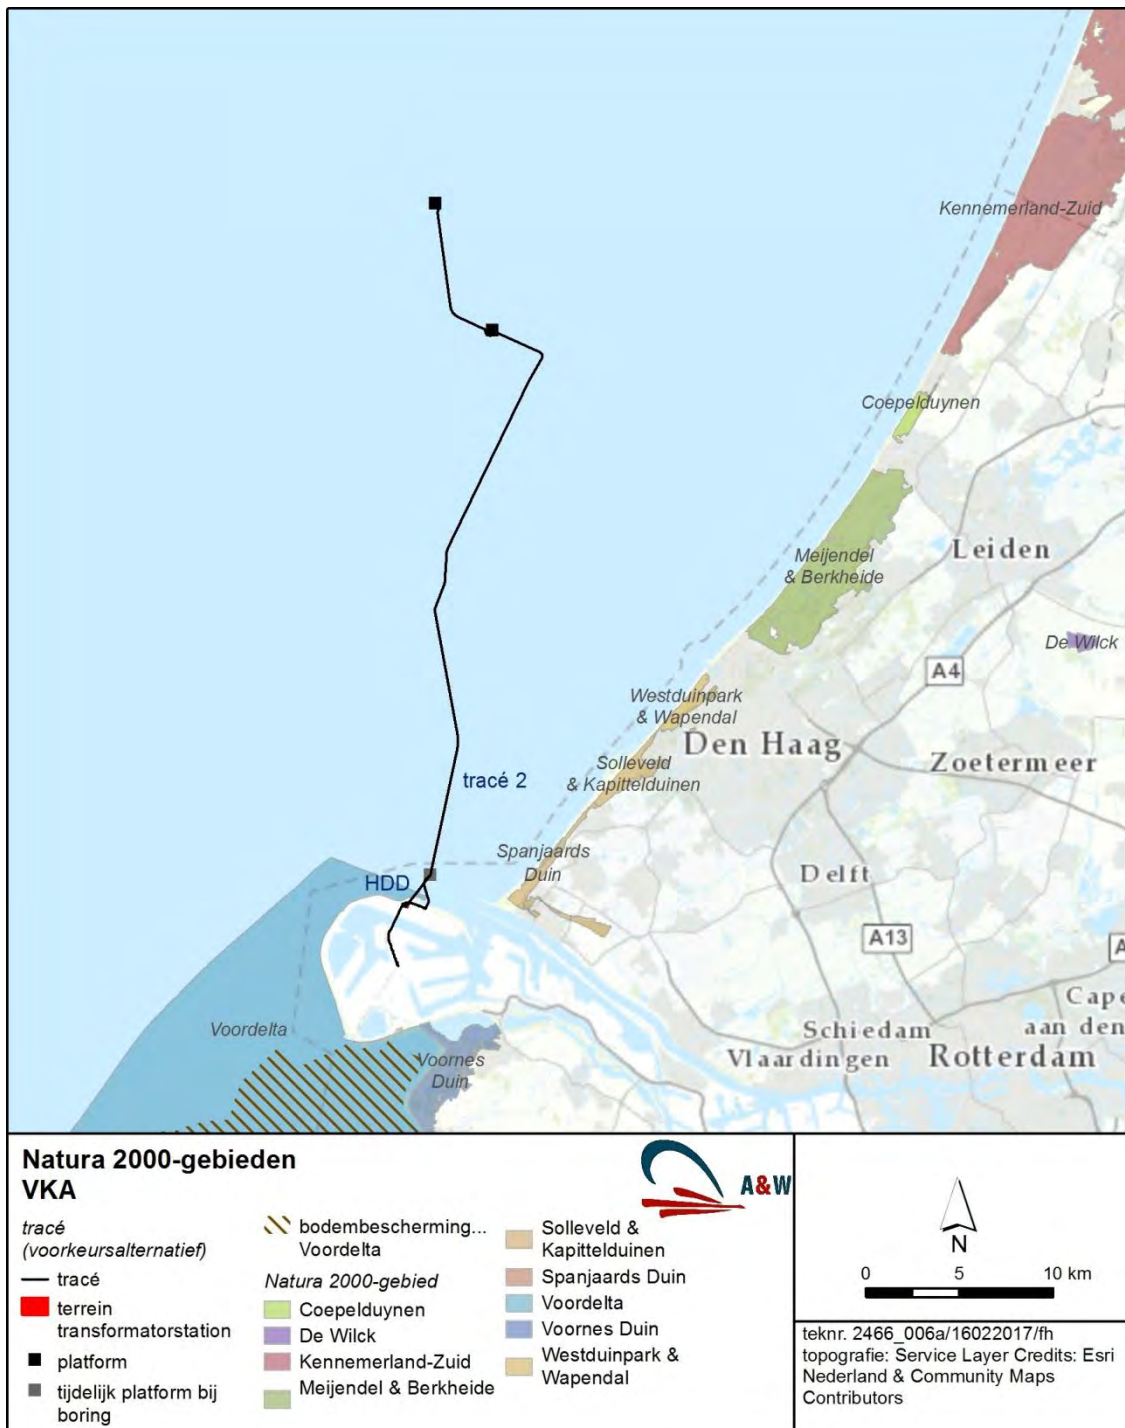 Kennemerland-Zuid
Coepelduynen
Leiden
Meijendel
& Berkheide
De Wilck
A4
Westduinpark
& Wapendal
Den Haag
Zoetermeer
Solleveld
& Kapittelduinen
tracé 2
Spanjaards
Duin
Delft
HDD
A13
A
Cape
aan den
Voordelta
Schiedam
Voornes
Duin
Vlaardingen
Rotterdam
Natura 2000-gebieden
VKA
A&W
tracé
(voorkeursalternatief)
tracé
terrein
transformatorstation
platform
tijdelijk platform bij
boring
bodembescherming...
Voordelta
Natura 2000-gebied
Coepelduynen
De Wilck
Kennemerland-Zuid
Meijendel & Berkheide
Solleveld &
Kapittelduinen
Spanjaards Duin
Voordelta
Voornes Duin
Westduinpark &
Wapendal
N
0 5 10 km
teknr. 2466_006a/16022017/fh
topografie: Service Layer Credits: Esri
Nederland & Community Maps
Contributors